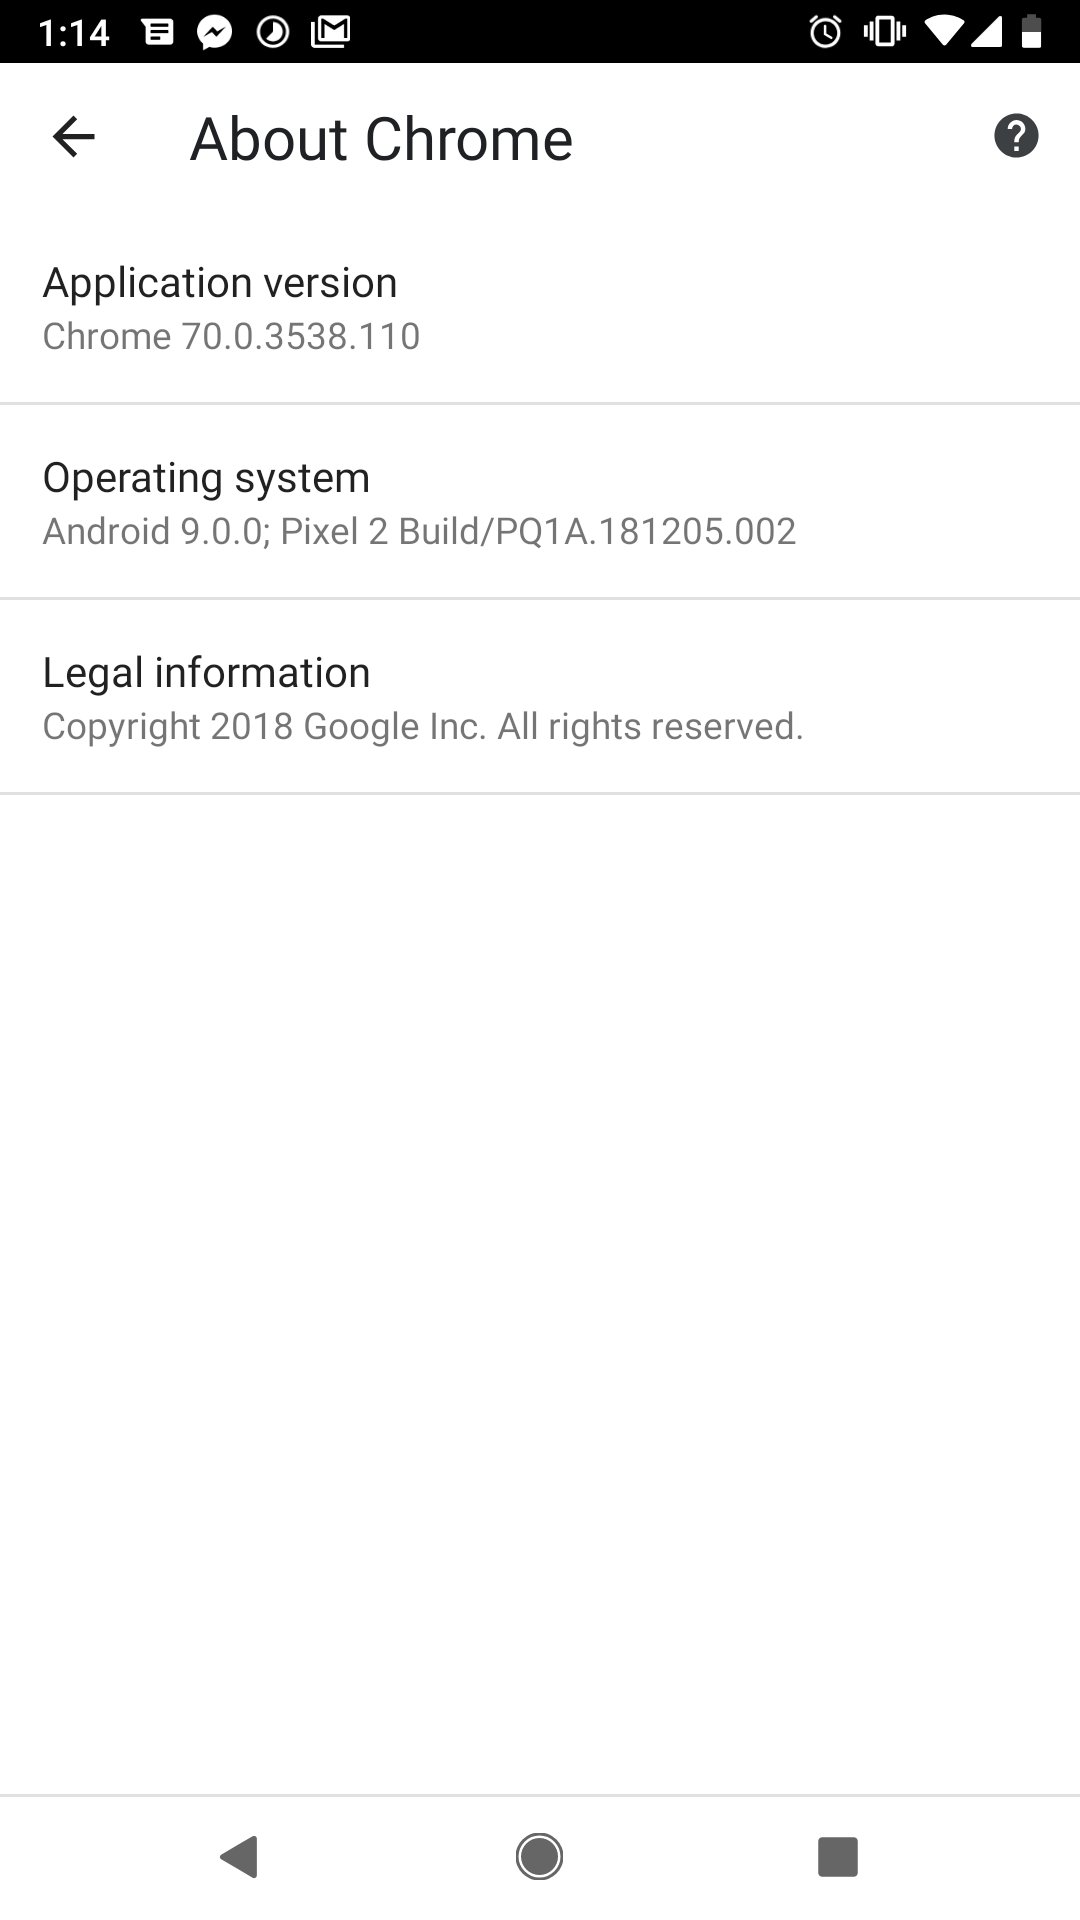 1:14
About Chrome
Application version
Chrome 70.0.3538.110
Operating system
Android 9.0.0; Pixel 2 Build/PQ1A.181205.002
Legal information
Copyright 2018 Google Inc. All rights reserved.